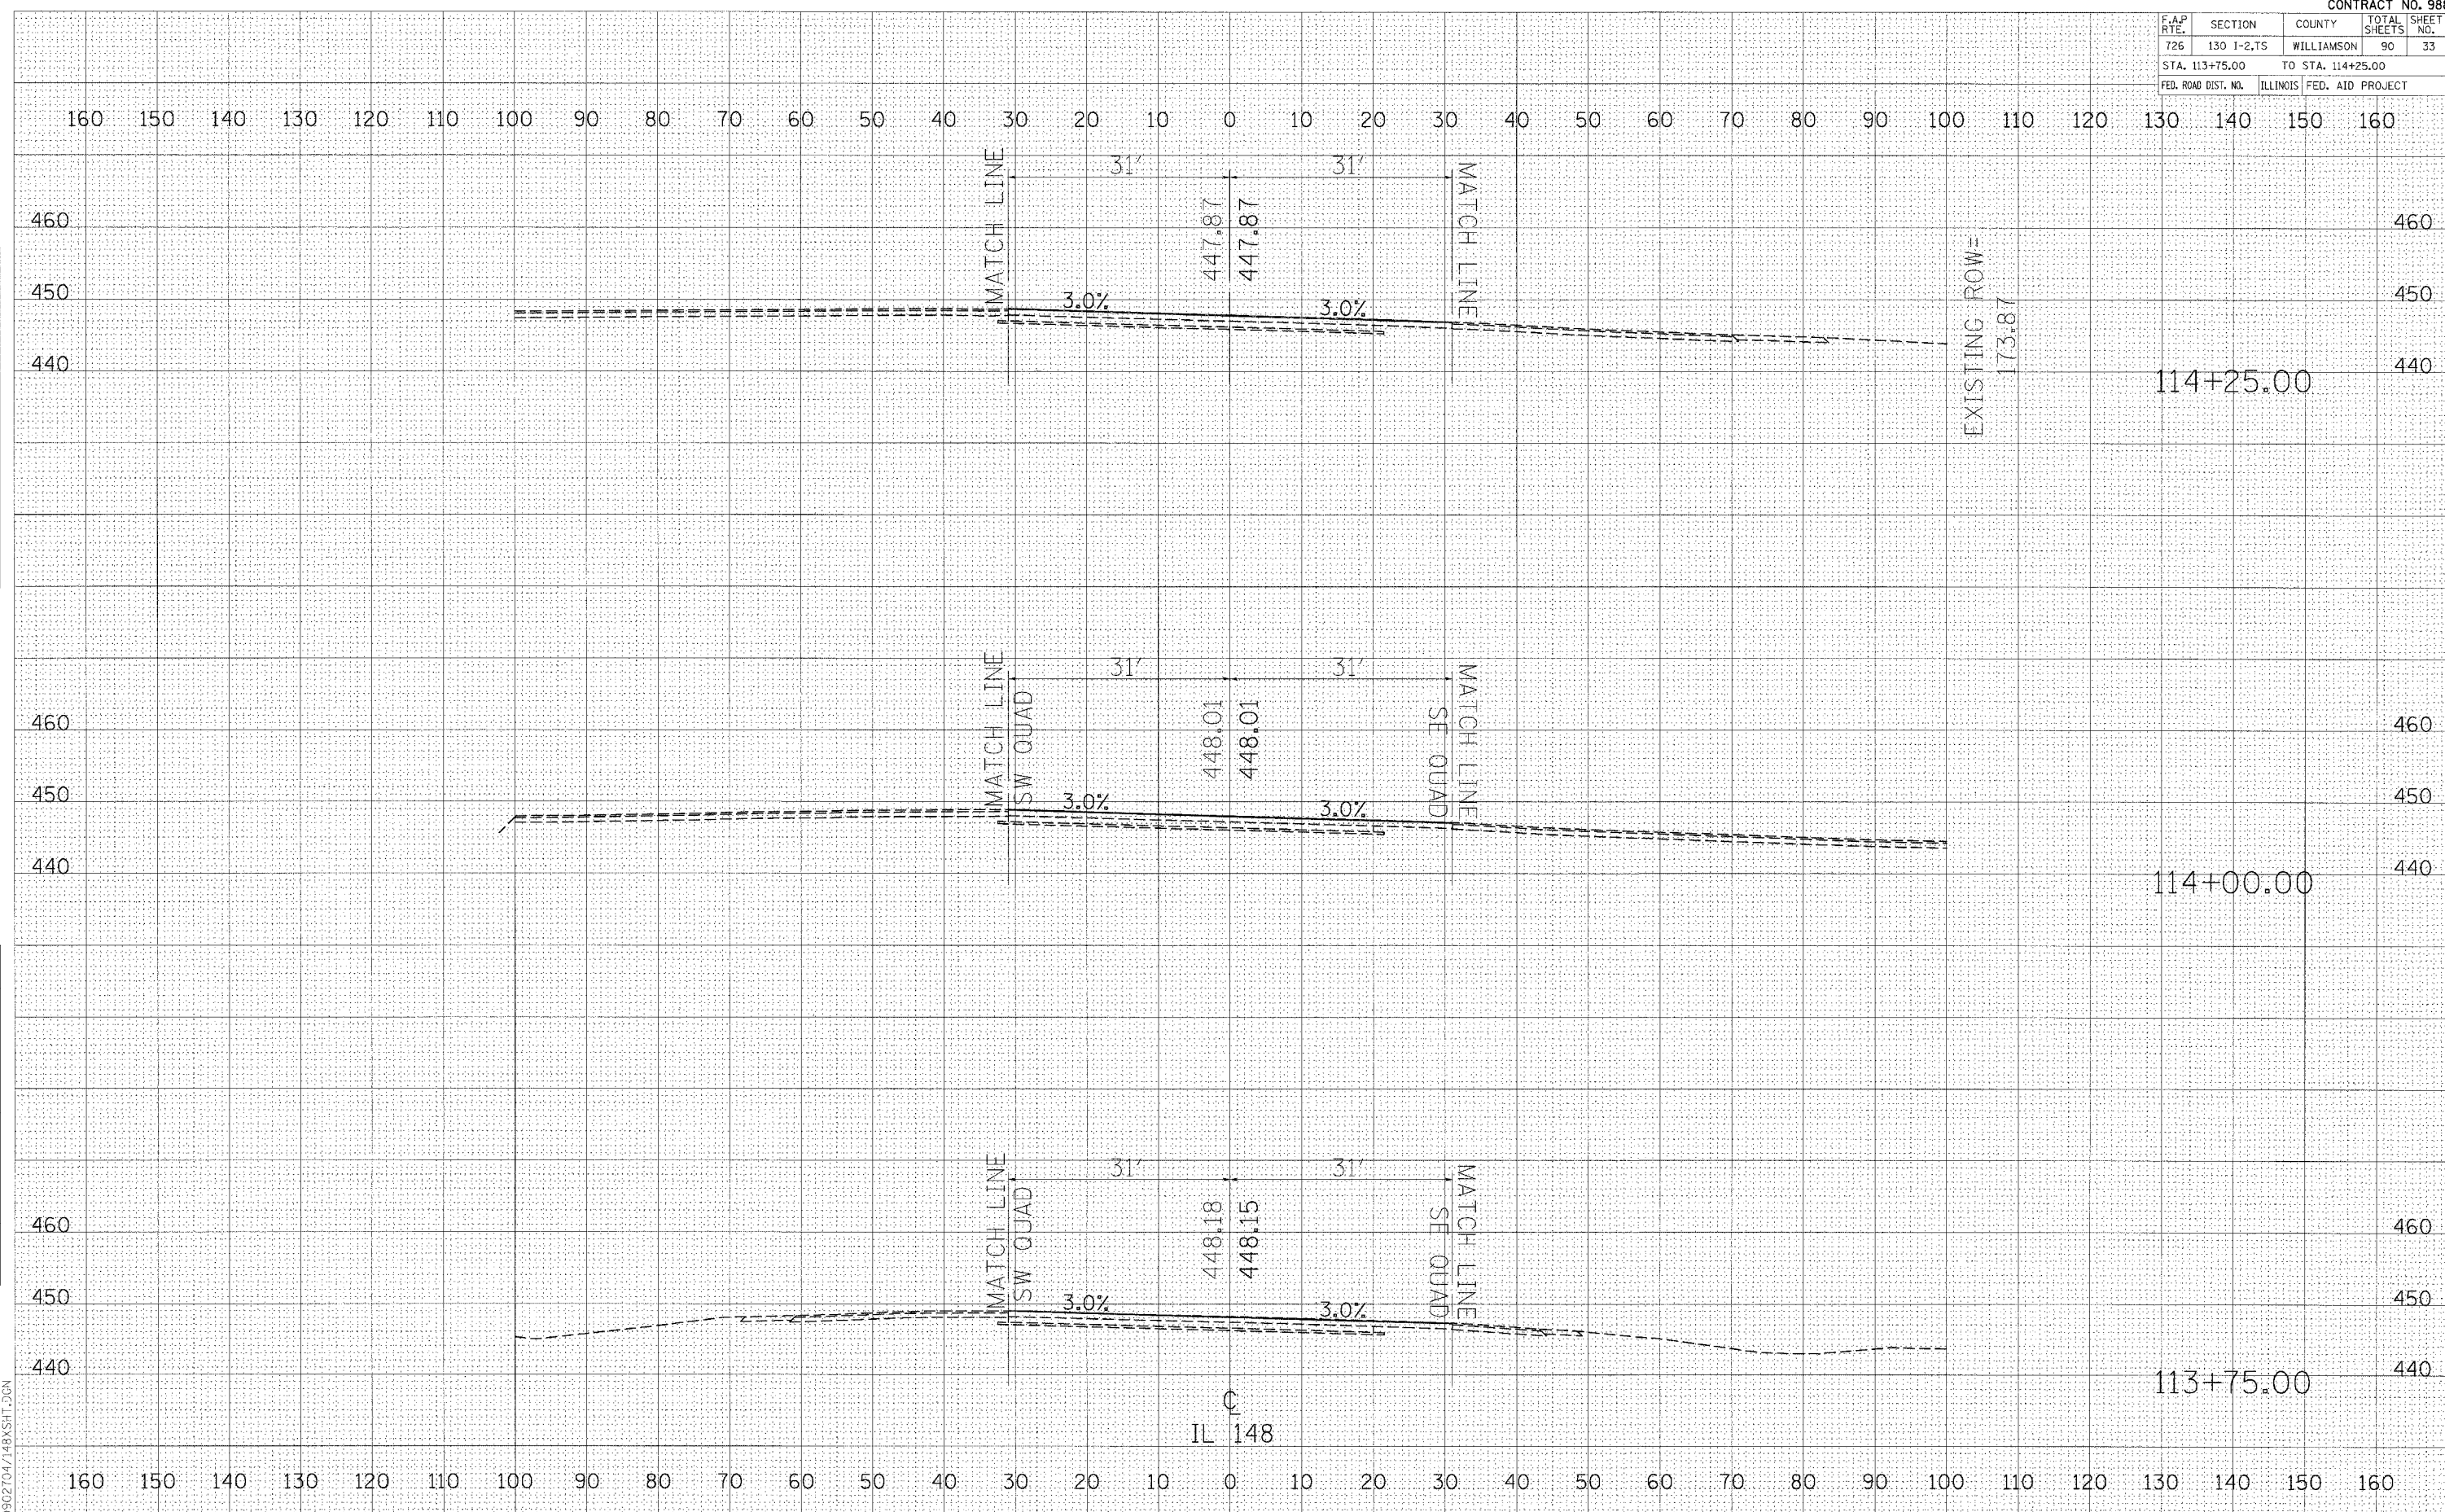 CONTRACT NO. 98
F.A.P RTE. SECTION COUNTY TOTAL SHEETS SHEET NO.
726 130 I-2,TS WILLIAMSON 90 33
STA. 113+75.00 TO STA. 114+25.00
FED. ROAD DIST. NO. ILLINOIS FED. AID PROJECT
160 150 140 130 120 110 100 90 80 70 60 50 40 30 20 10 0 10 20 30 40 50 60 70 80 90 100 110 120 130 140 150 160
31' 31'
MATCH LINE
447.87
447.87
MATCH LINE
460 460
450 450
440 440
3.0% 3.0%
EXISTING ROW=
173.87
114+25.00
31' 31'
MATCH LINE
SW QUAD
448.01
448.01
SE QUAD
MATCH LINE
460 460
450 450
440 440
3.0% 3.0%
114+00.00
31' 31'
MATCH LINE
SW QUAD
448.18
448.15
SE QUAD
MATCH LINE
460 460
450 450
440 440
3.0% 3.0%
113+75.00
CL
IL 148
160 150 140 130 120 110 100 90 80 70 60 50 40 30 20 10 0 10 20 30 40 50 60 70 80 90 100 110 120 130 140 150 160
902704/148XSHT.DGN